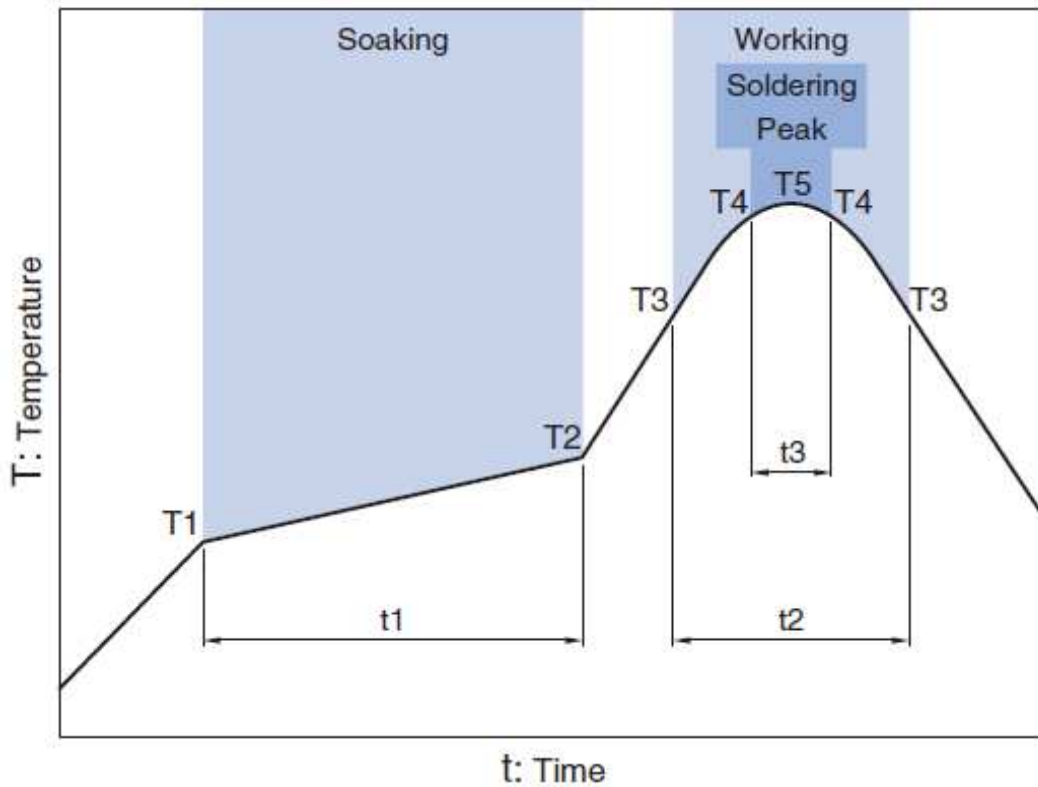 Soaking
Working
Soldering
Peak
T5
T4
T4
T3
T3
T2
T1
t3
t1
t2
T: Temperature
t: Time